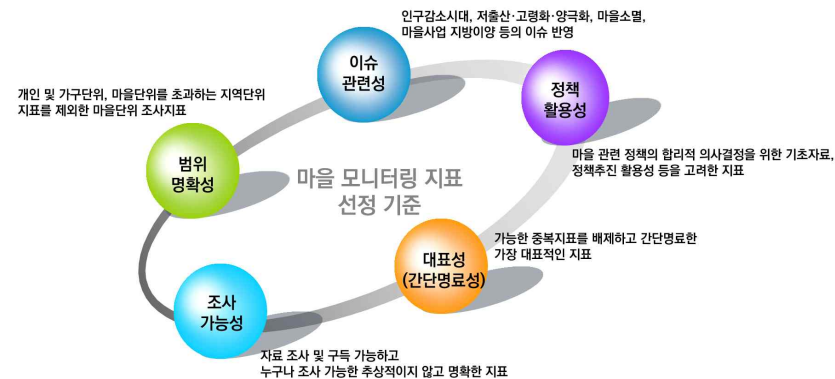 인구감소시대, 저출산·고령화·양극화, 마을소멸,
마을사업 지방이양 등의 이슈 반영
이슈
관련성
정책
활용성
개인 및 가구단위, 마을단위를 초과하는 지역단위
지표를 제외한 마을단위 조사지표
범위
명확성
마을 관련 정책의 합리적 의사결정을 위한 기초자료,
정책추진 활용성 등을 고려한 지표
마을 모니터링 지표
선정 기준
대표성
(간단명료성)
가능한 중복지표를 배제하고 간단명료한
가장 대표적인 지표
조사
가능성
자료 조사 및 구득 가능하고
누구나 조사 가능한 추상적이지 않고 명확한 지표